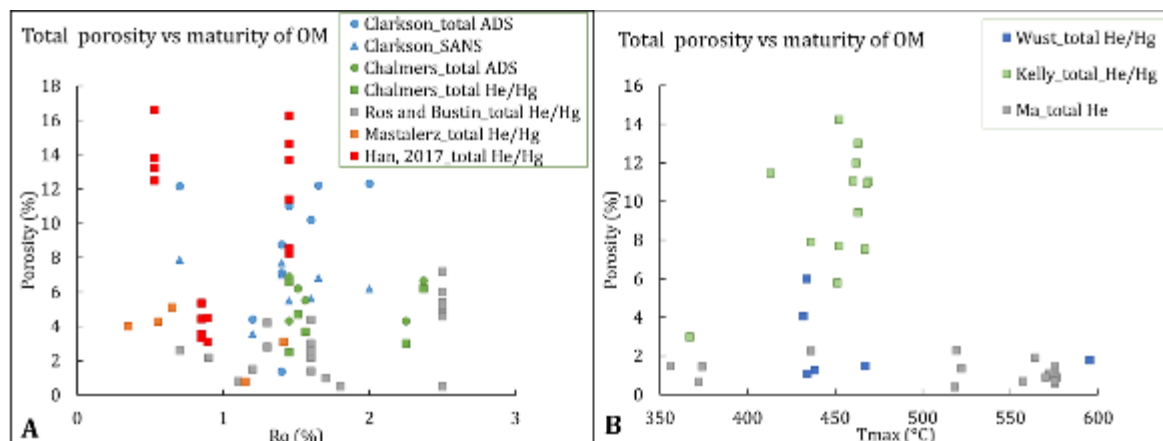 Total porosity vs maturity of OM
Clarkson_total ADS
Clarkson_SANS
Chalmers_total ADS
Chalmers_total He/Hg
Ros and Bustin_total He/Hg
Mastalerz_total He/Hg
Han, 2017_total He/Hg
Porosity (%)
18
16
14
12
10
8
6
4
2
0
0
1
2
3
Ro (%)
A
Total porosity vs maturity of OM
Wust_total He/Hg
Kelly_total_He/Hg
Ma_total He
Porosity (%)
16
14
12
10
8
6
4
2
0
350
400
450
500
550
600
Tmax (°C)
B